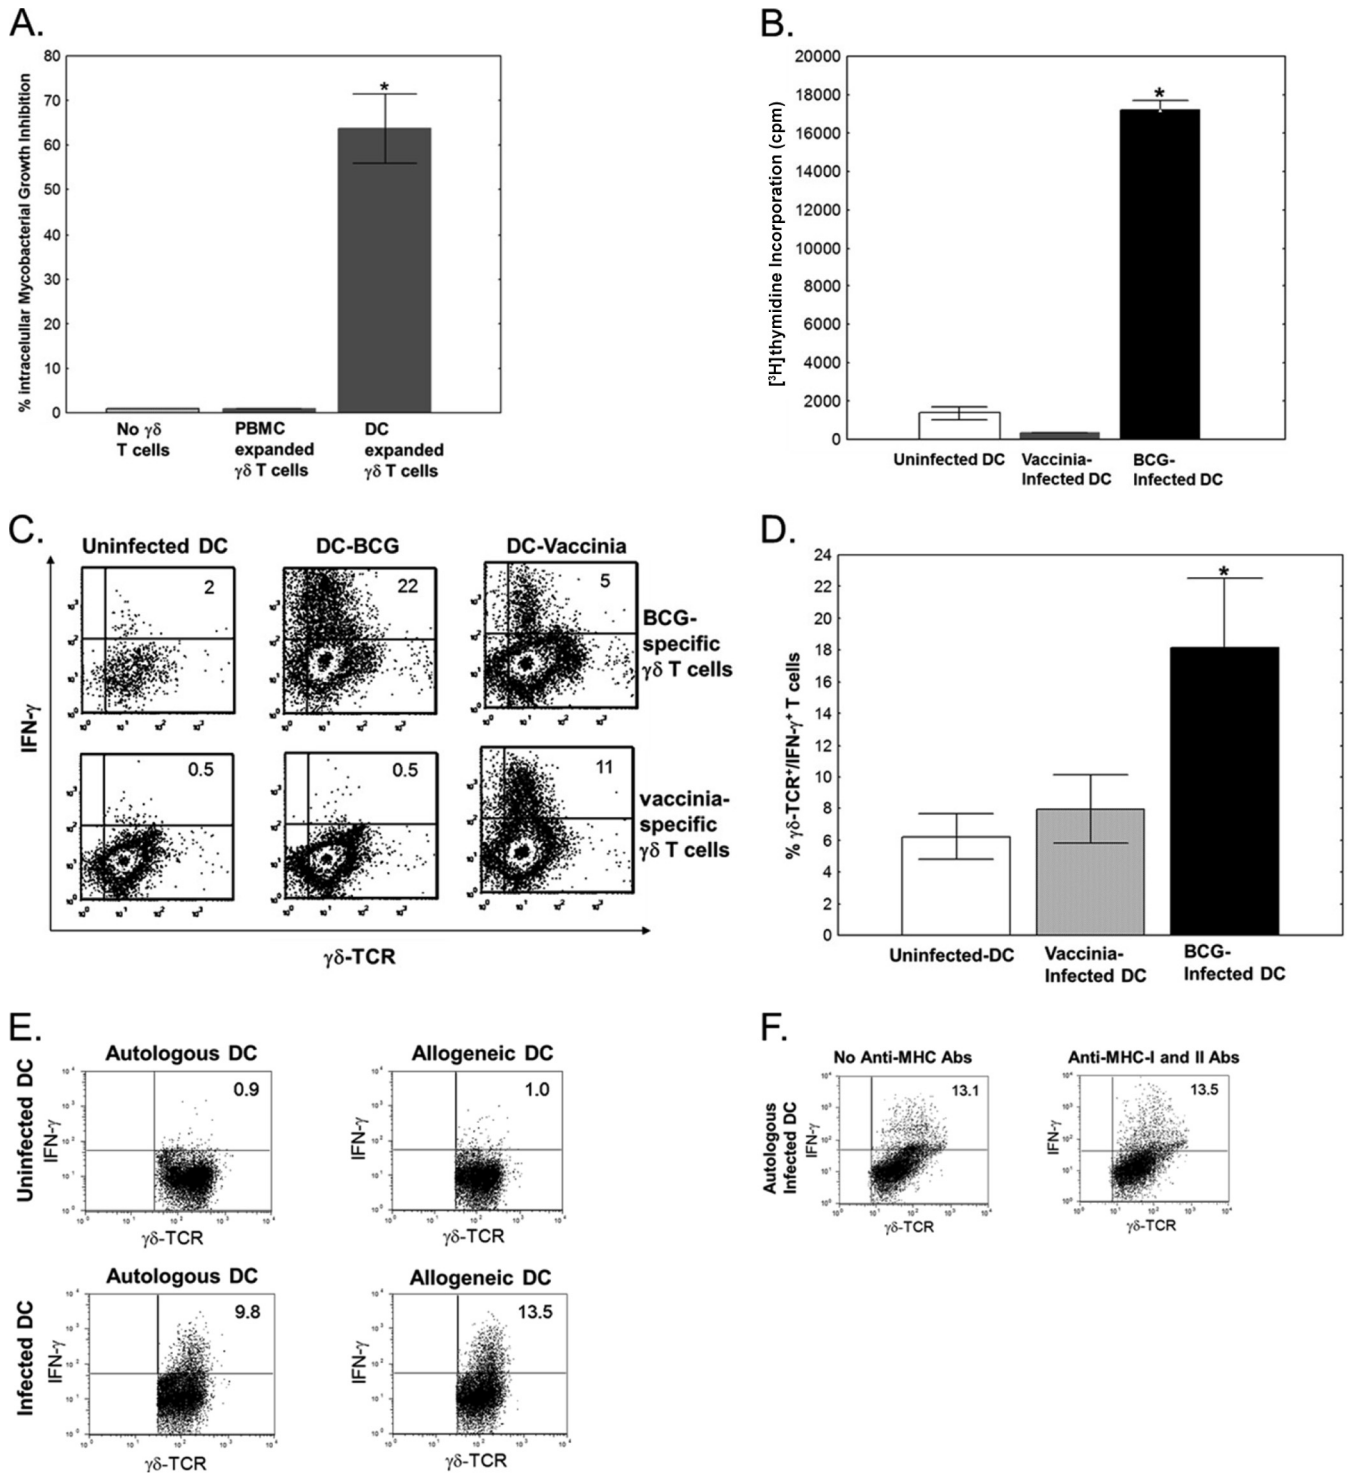 A.
80
70
60
50
40
30
20
10
0
% intracelullar Mycobacterial Growth Inhibition
*
No γδ
T cells
PBMC
expanded
γδ T cells
DC
expanded
γδ T cells
B.
20000
18000
16000
14000
12000
10000
8000
6000
4000
2000
0
[³H]thymidine Incorporation (cpm)
*
Uninfected DC
Vaccinia-
Infected DC
BCG-
Infected DC
C.
Uninfected DC
DC-BCG
DC-Vaccinia
2
22
5
BCG-
specific
γδ T cells
0.5
0.5
11
vaccinia-
specific
γδ T cells
IFN-γ
γδ-TCR
D.
24
22
20
18
16
14
12
10
8
6
4
2
0
% γδ-TCR⁺/IFN-γ⁺ T cells
*
Uninfected-DC
Vaccinia-
Infected DC
BCG-
Infected DC
E.
Uninfected DC
Autologous DC
0.9
IFN-γ
γδ-TCR
Allogeneic DC
1.0
IFN-γ
γδ-TCR
Infected DC
Autologous DC
9.8
IFN-γ
γδ-TCR
Allogeneic DC
13.5
IFN-γ
γδ-TCR
F.
Autologous
Infected DC
No Anti-MHC Abs
13.1
IFN-γ
γδ-TCR
Anti-MHC-I and II Abs
13.5
IFN-γ
γδ-TCR